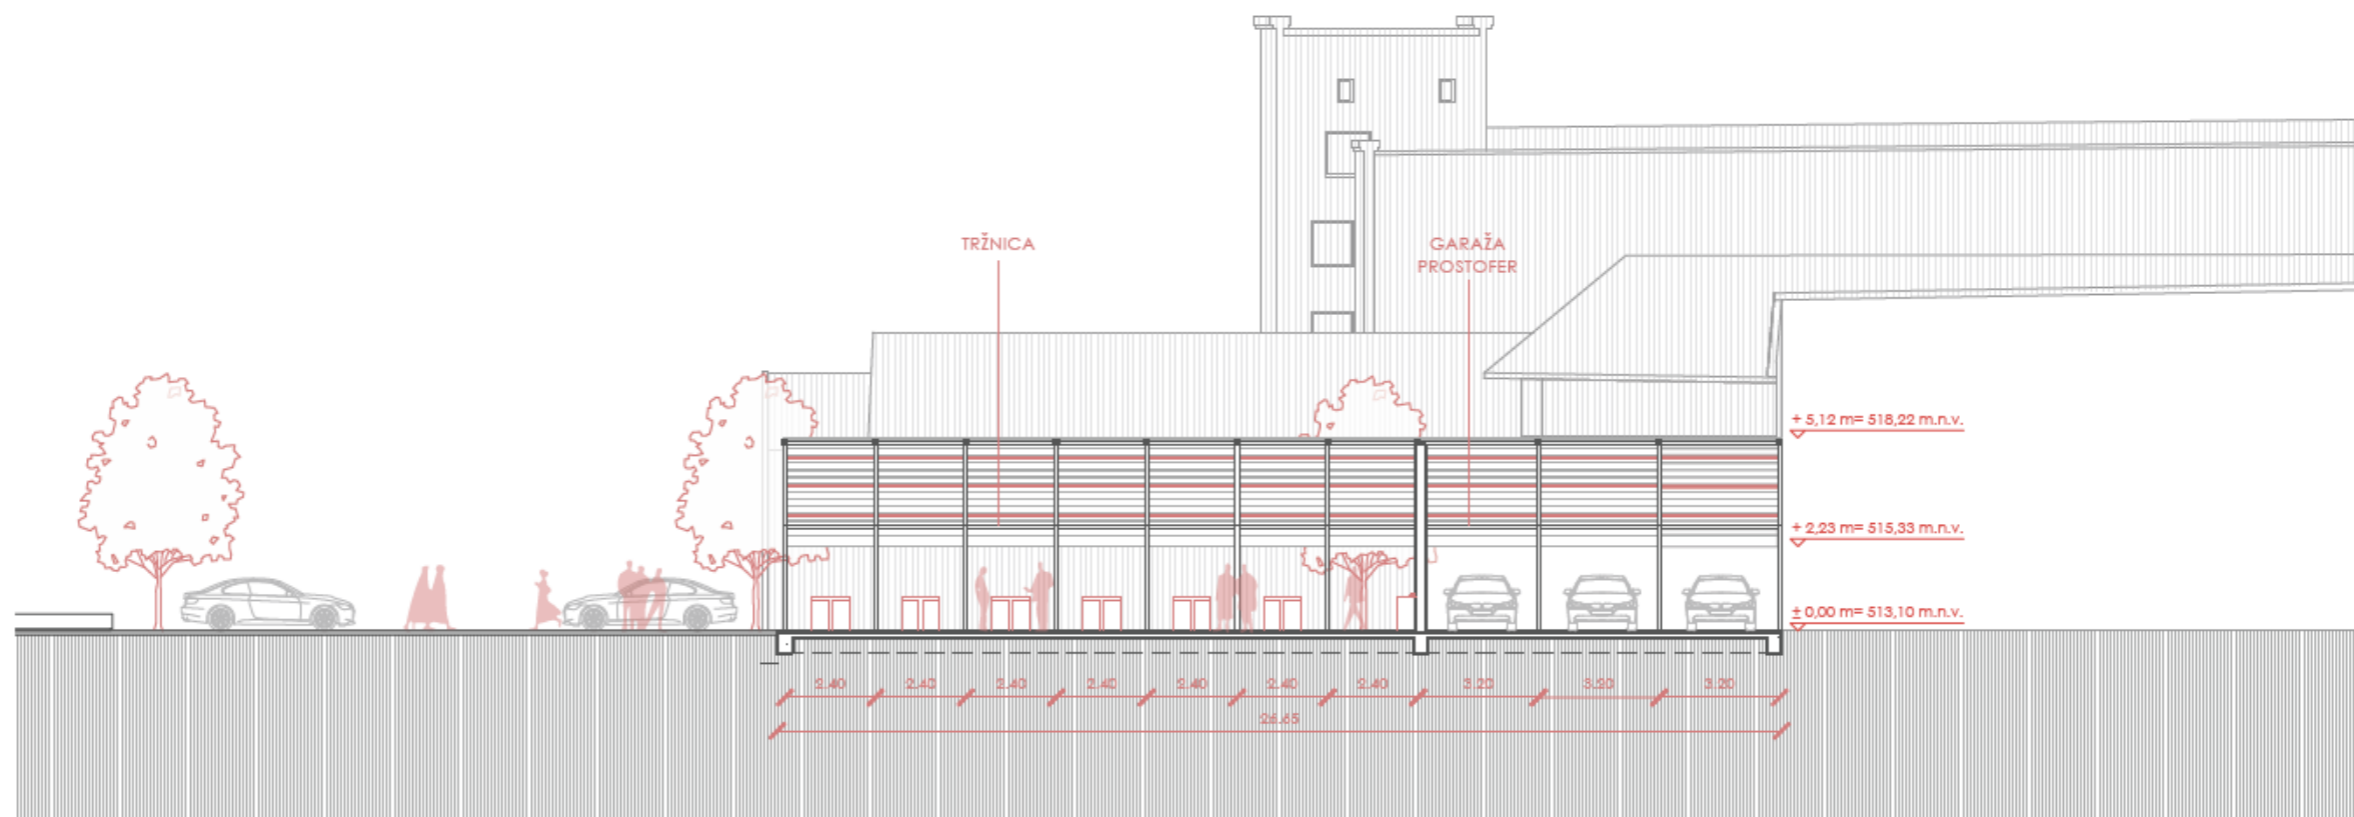 TRŽNICA
GARAŽA
PROSTOFER
+ 5,12 m= 518,22 m.n.v.
+ 2,23 m= 515,33 m.n.v.
± 0,00 m= 513,10 m.n.v.
2.40 2.40 2.40 2.40 2.40 2.40 2.40 3.20 3.20 3.20
26.65